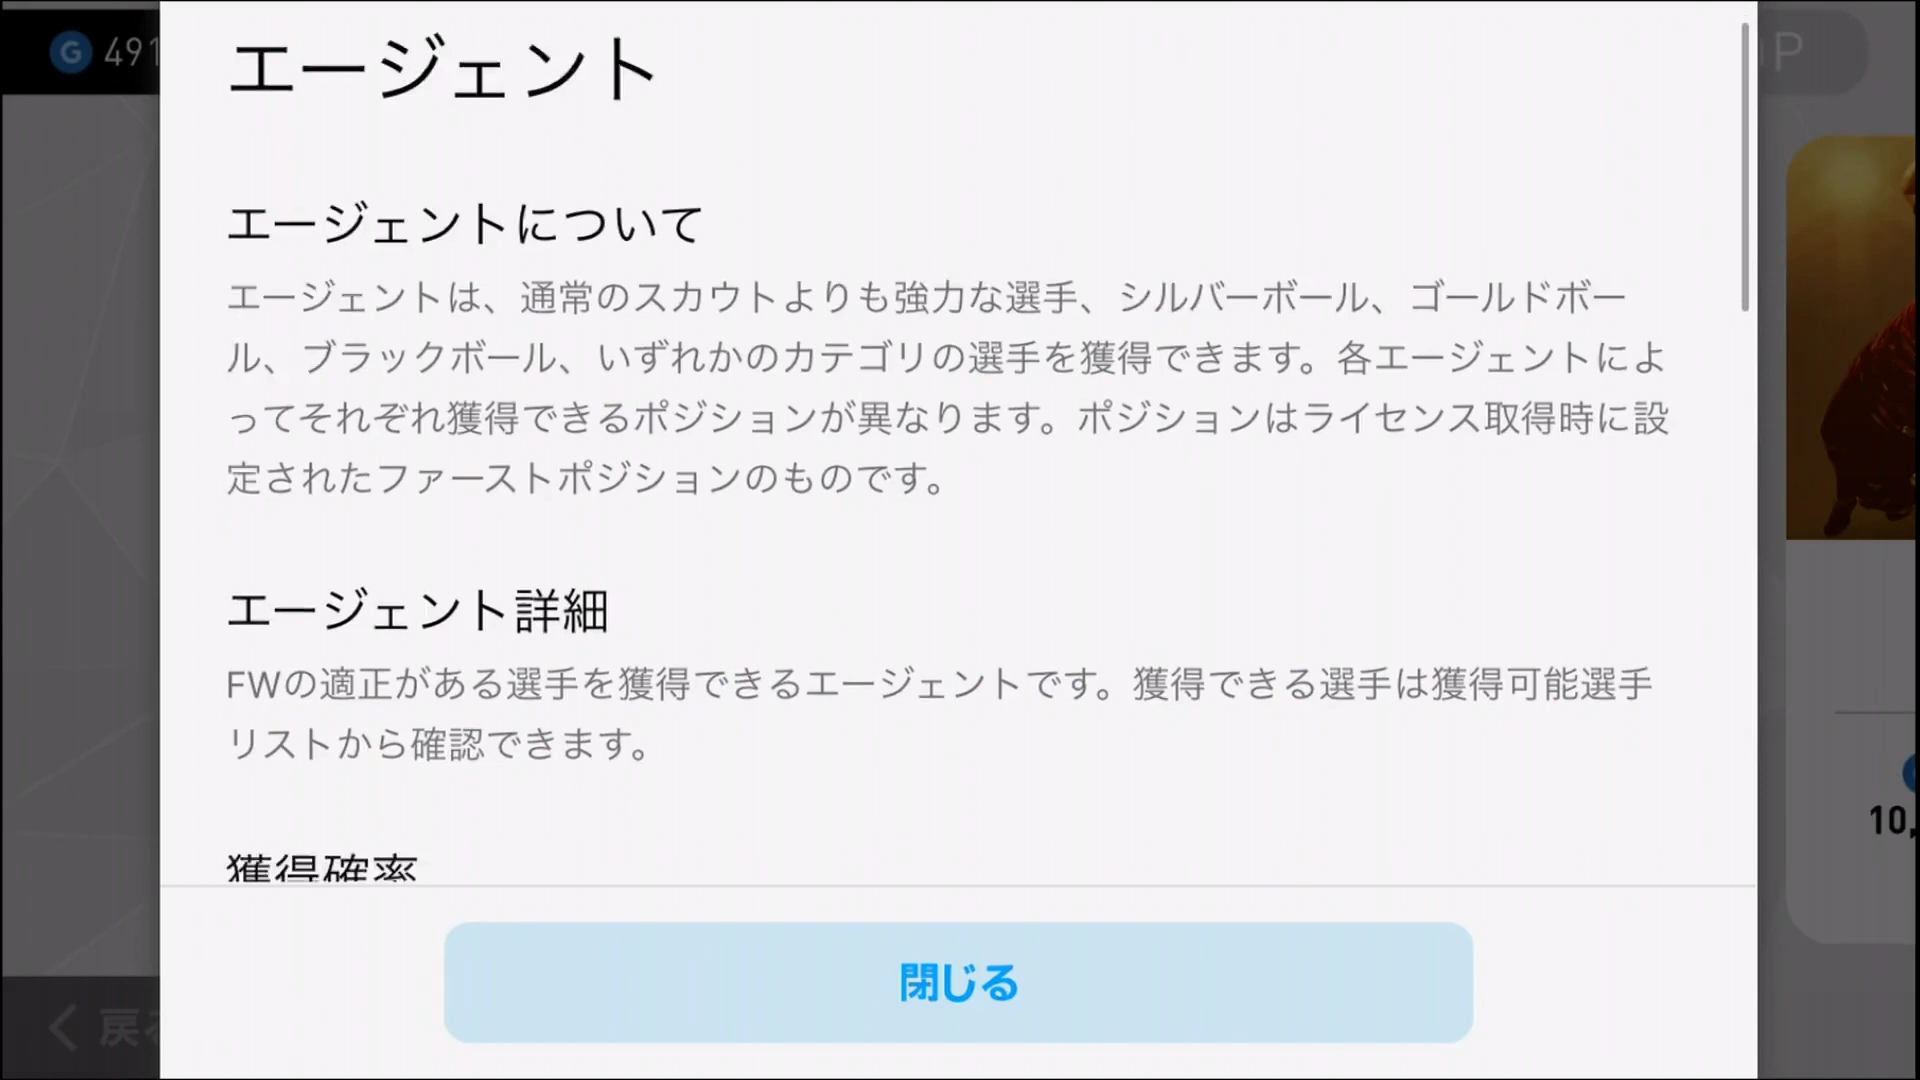 G 491
P
エージェント
エージェントについて
エージェントは、通常のスカウトよりも強力な選手、シルバーボール、ゴールドボー
ル、ブラックボール、いずれかのカテゴリの選手を獲得できます。各エージェントによ
ってそれぞれ獲得できるポジションが異なります。ポジションはライセンス取得時に設
定されたファーストポジションのものです。
エージェント詳細
FWの適正がある選手を獲得できるエージェントです。獲得できる選手は獲得可能選手
リストから確認できます。
10,
獲得確率
閉じる
戻る